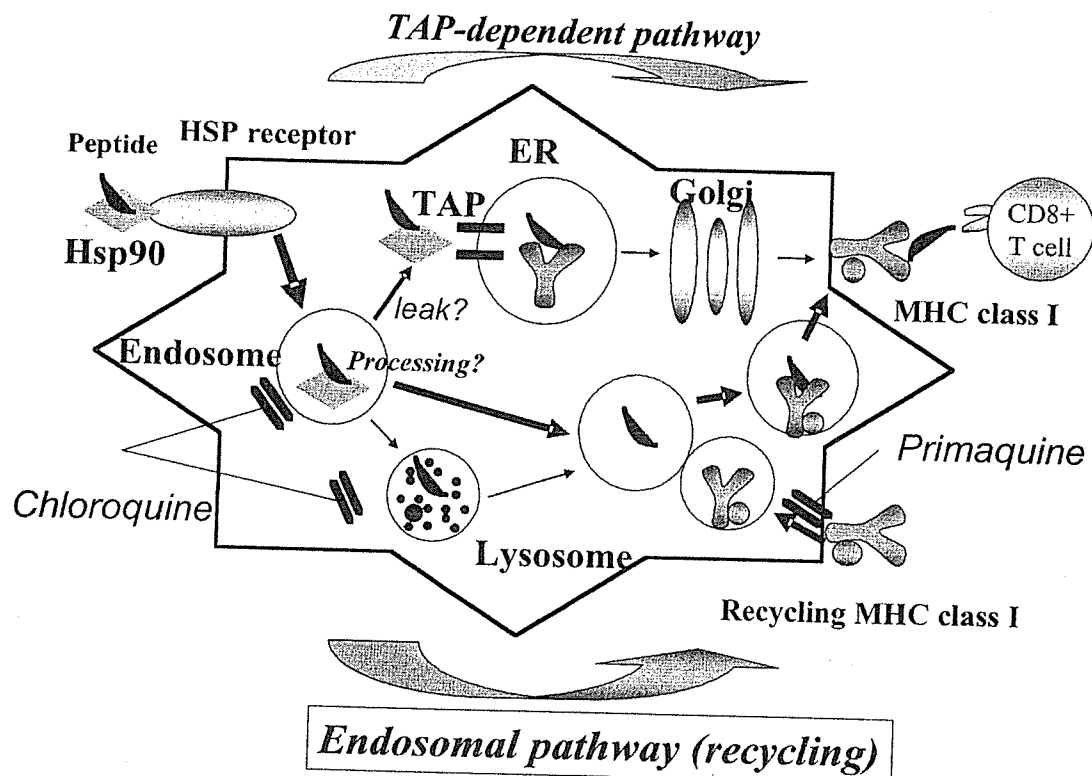 TAP-dependent pathway
HSP receptor
Peptide
ER
TAP
Golgi
CD8+
T cell
Hsp90
leak?
MHC class I
Endosome
Processing?
Primaquine
Chloroquine
Lysosome
Recycling MHC class I
Endosomal pathway (recycling)